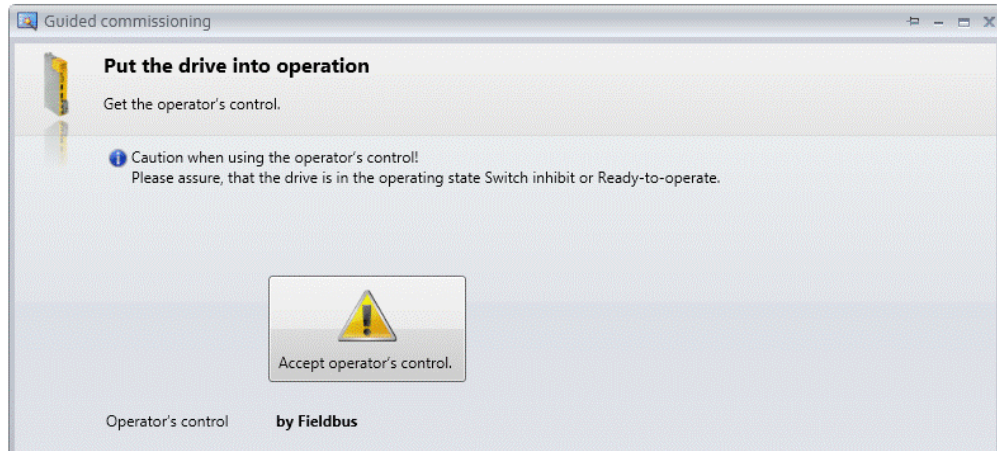 Guided commissioning
Put the drive into operation
Get the operator's control.
Caution when using the operator's control!
Please assure, that the drive is in the operating state Switch inhibit or Ready-to-operate.
Accept operator's control.
Operator's control by Fieldbus